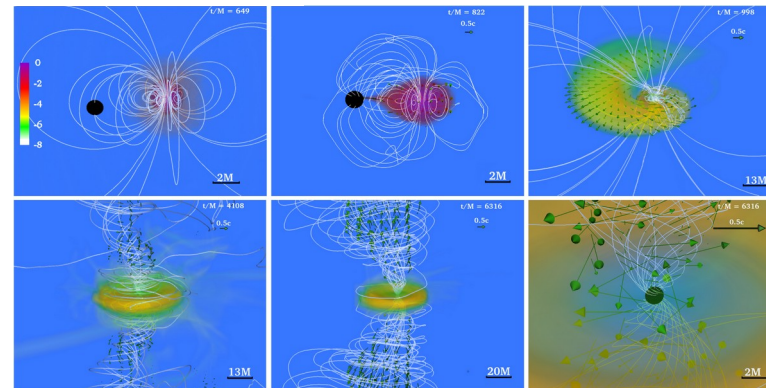 t/M = 649
0
-2
-4
-6
-8
2M
t/M = 822
0.5c
2M
t/M = 998
0.5c
13M
t/M = 4108
0.5c
13M
t/M = 6316
0.5c
20M
t/M = 6316
0.5c
2M